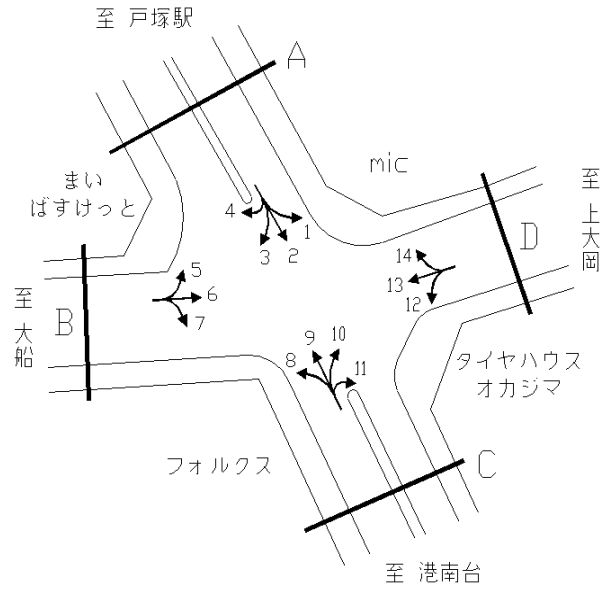 至 戸塚駅
A
まい
ばすけっと
mic
至 上大岡
4
1
3
2
D
14
13
12
5
6
7
至 大船
B
9
10
8
11
タイヤハウス
オカジマ
フォルクス
C
至 港南台